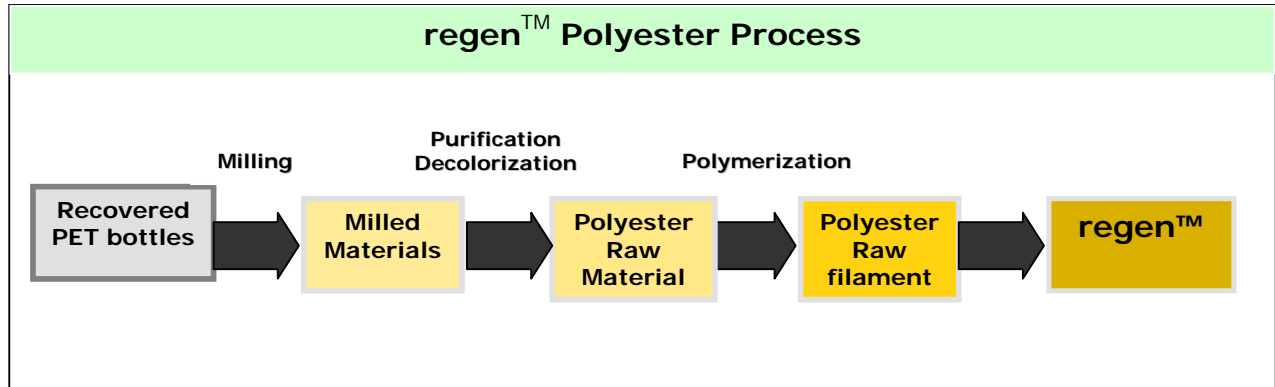 regen™ Polyester Process
Milling
Purification
Decolorization
Polymerization
Recovered
PET bottles
Milled
Materials
Polyester
Raw
Material
Polyester
Raw
filament
regen™